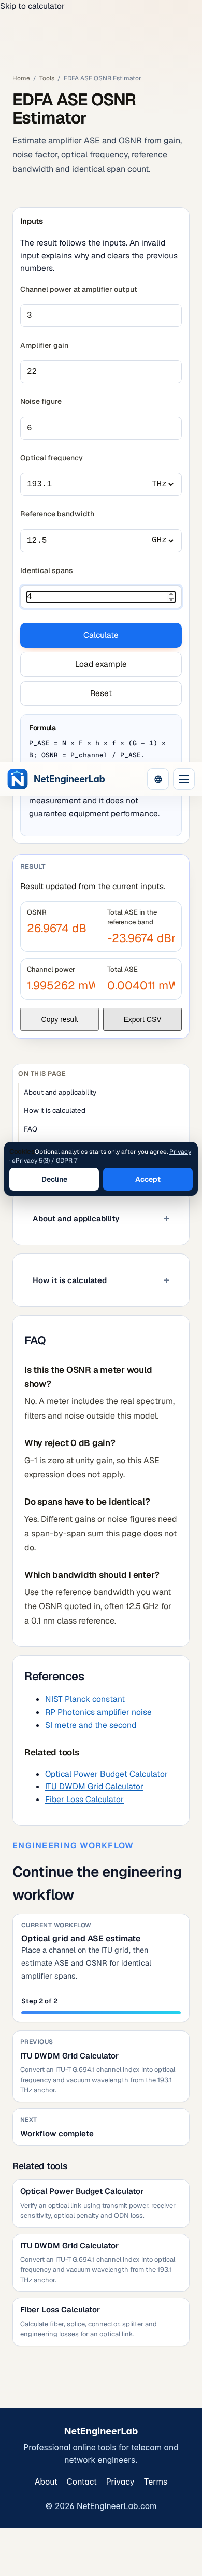 Skip to calculator
Home / Tools / EDFA ASE OSNR Estimator
EDFA ASE OSNR
Estimator
Estimate amplifier ASE and OSNR from gain,
noise factor, optical frequency, reference
bandwidth and identical span count.
Inputs
The result follows the inputs. An invalid
input explains why and clears the previous
numbers.
Channel power at amplifier output
3
Amplifier gain
22
Noise figure
6
Optical frequency
193.1 THz
Reference bandwidth
12.5 GHz
Identical spans
4
Calculate
Load example
Reset
Formula
P_ASE = N × F × h × f × (G − 1) ×
B; OSNR = P_channel / P_ASE.
NetEngineerLab
measurement and it does not
guarantee equipment performance.
RESULT
Result updated from the current inputs.
OSNR
26.9674 dB
Total ASE in the
reference band
-23.9674 dBm
Channel power
1.995262 mW
Total ASE
0.004011 mW
Copy result
Export CSV
ON THIS PAGE
About and applicability
How it is calculated
FAQ
Optional analytics starts only after you agree. Privacy
· ePrivacy 5(3) / GDPR 7
Decline
Accept
About and applicability +
How it is calculated +
FAQ
Is this the OSNR a meter would
show?
No. A meter includes the real spectrum,
filters and noise outside this model.
Why reject 0 dB gain?
G−1 is zero at unity gain, so this ASE
expression does not apply.
Do spans have to be identical?
Yes. Different gains or noise figures need
a span-by-span sum this page does not
do.
Which bandwidth should I enter?
Use the reference bandwidth you want
the OSNR quoted in, often 12.5 GHz for
a 0.1 nm class reference.
References
• NIST Planck constant
• RP Photonics amplifier noise
• SI metre and the second
Related tools
• Optical Power Budget Calculator
• ITU DWDM Grid Calculator
• Fiber Loss Calculator
ENGINEERING WORKFLOW
Continue the engineering
workflow
CURRENT WORKFLOW
Optical grid and ASE estimate
Place a channel on the ITU grid, then
estimate ASE and OSNR for identical
amplifier spans.
Step 2 of 2
PREVIOUS
ITU DWDM Grid Calculator
Convert an ITU-T G.694.1 channel index into optical
frequency and vacuum wavelength from the 193.1
THz anchor.
NEXT
Workflow complete
Related tools
Optical Power Budget Calculator
Verify an optical link using transmit power, receiver
sensitivity, optical penalty and ODN loss.
ITU DWDM Grid Calculator
Convert an ITU-T G.694.1 channel index into optical
frequency and vacuum wavelength from the 193.1
THz anchor.
Fiber Loss Calculator
Calculate fiber, splice, connector, splitter and
engineering losses for an optical link.
NetEngineerLab
Professional online tools for telecom and
network engineers.
About Contact Privacy Terms
© 2026 NetEngineerLab.com